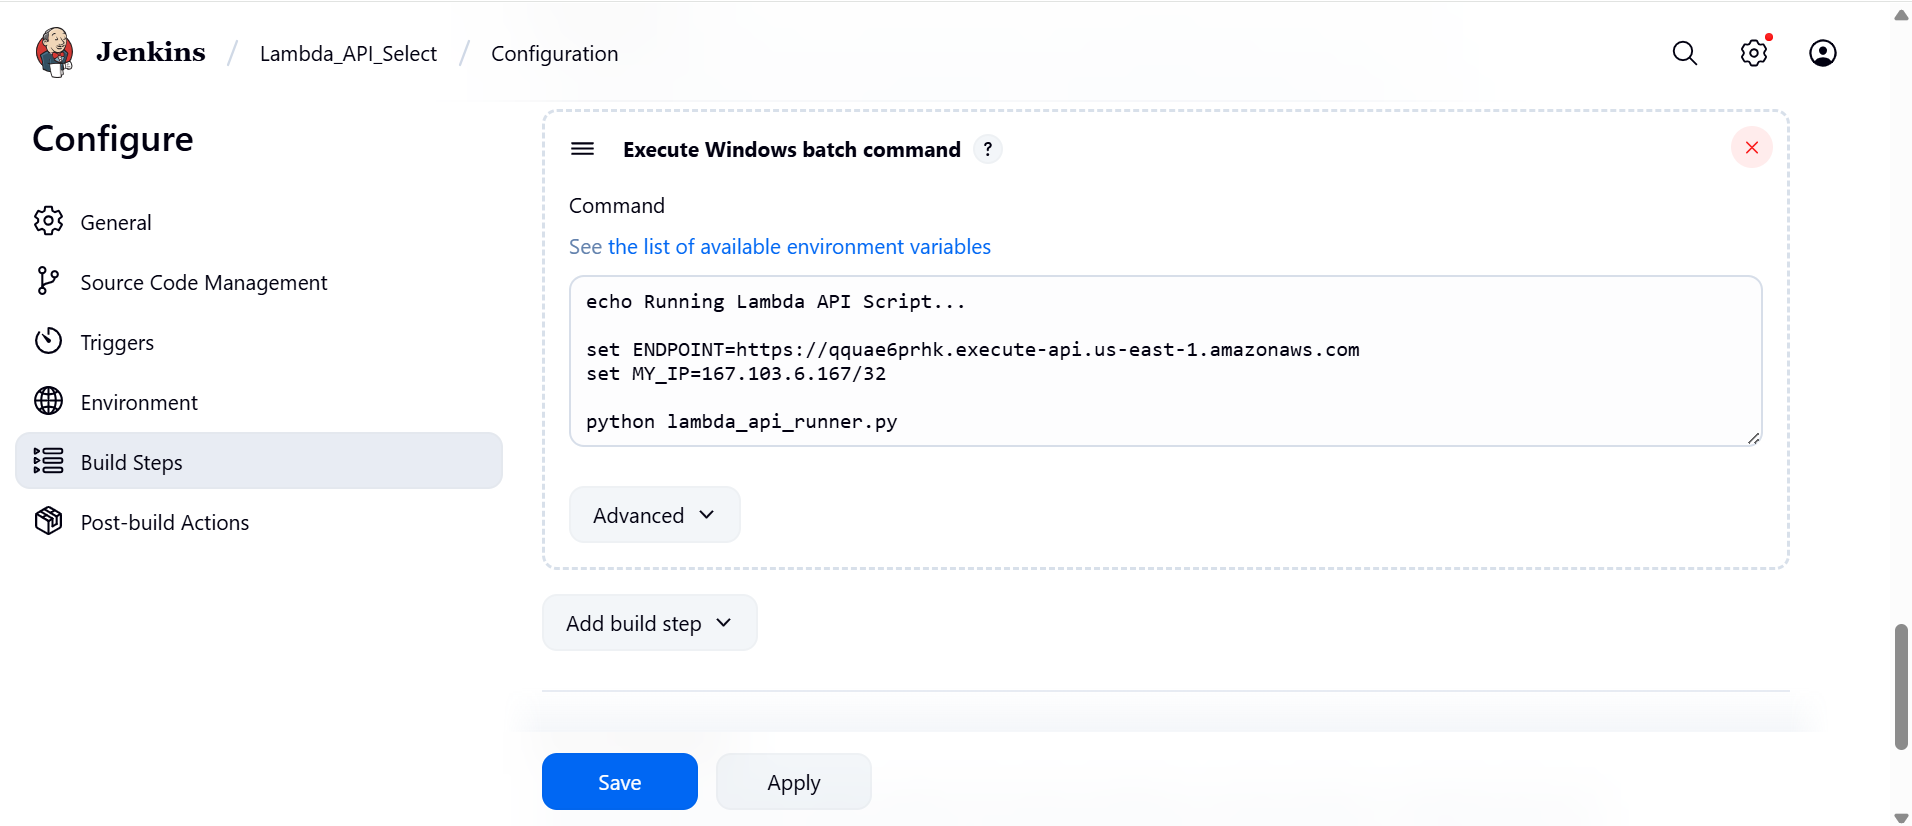 Jenkins / Lambda_API_Select / Configuration
Configure
General
Source Code Management
Triggers
Environment
Build Steps
Post-build Actions
Execute Windows batch command ?
Command
See the list of available environment variables
echo Running Lambda API Script...
set ENDPOINT=https://qquae6prhk.execute-api.us-east-1.amazonaws.com
set MY_IP=167.103.6.167/32
python lambda_api_runner.py
Advanced
Add build step
Save
Apply